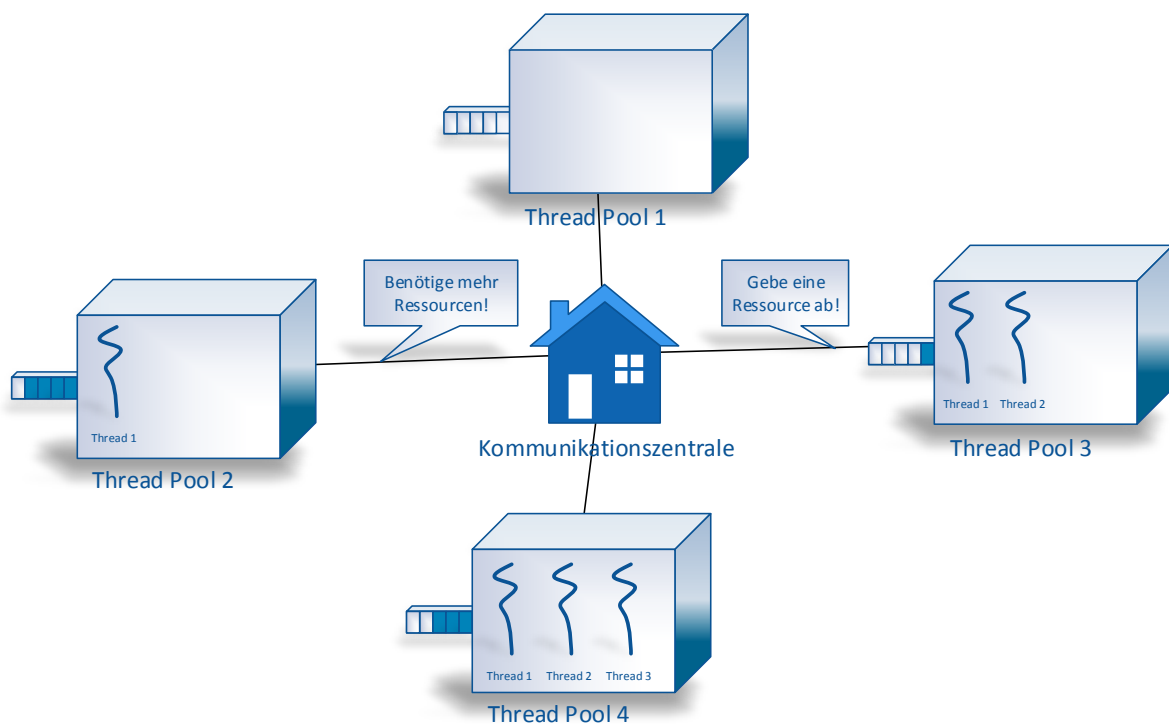 Thread Pool 1
Benötige mehr
Ressourcen!
Gebe eine
Ressource ab!
Thread 1
Thread Pool 2
Kommunikationszentrale
Thread 1
Thread 2
Thread Pool 3
Thread 1
Thread 2
Thread 3
Thread Pool 4